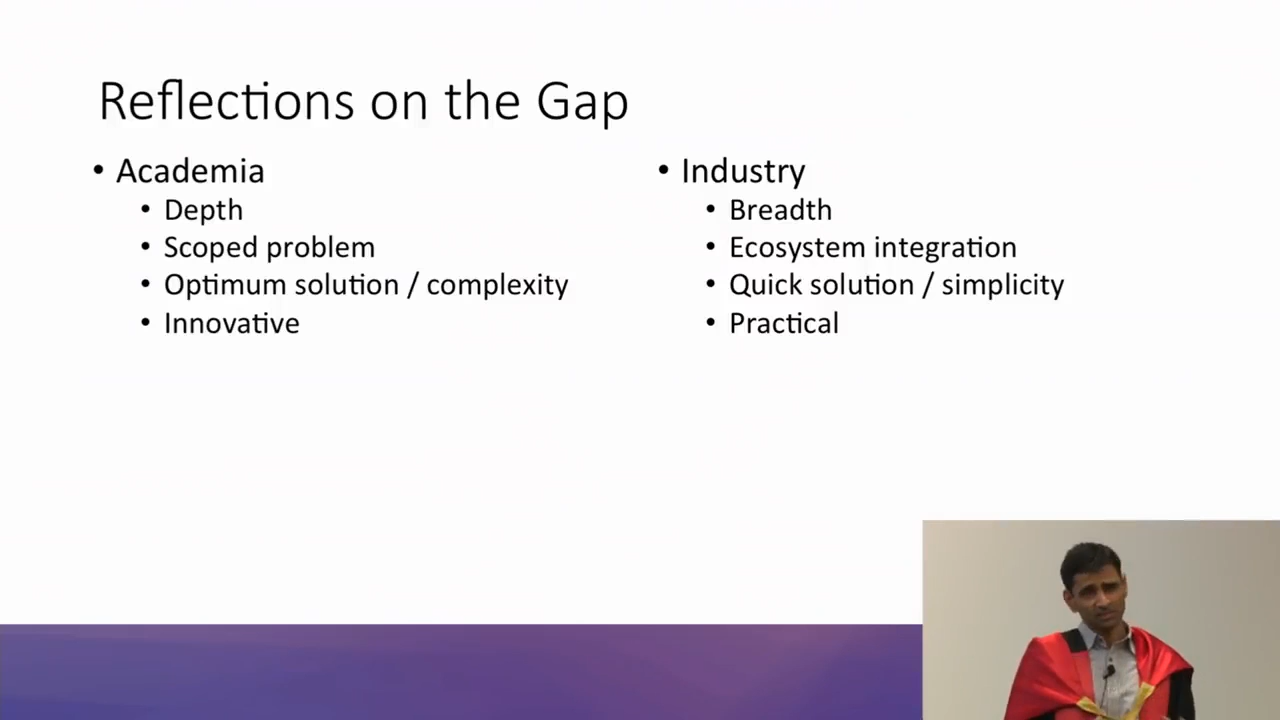 Reflections on the Gap
• Academia
• Depth
• Scoped problem
• Optimum solution / complexity
• Innovative
• Industry
• Breadth
• Ecosystem integration
• Quick solution / simplicity
• Practical